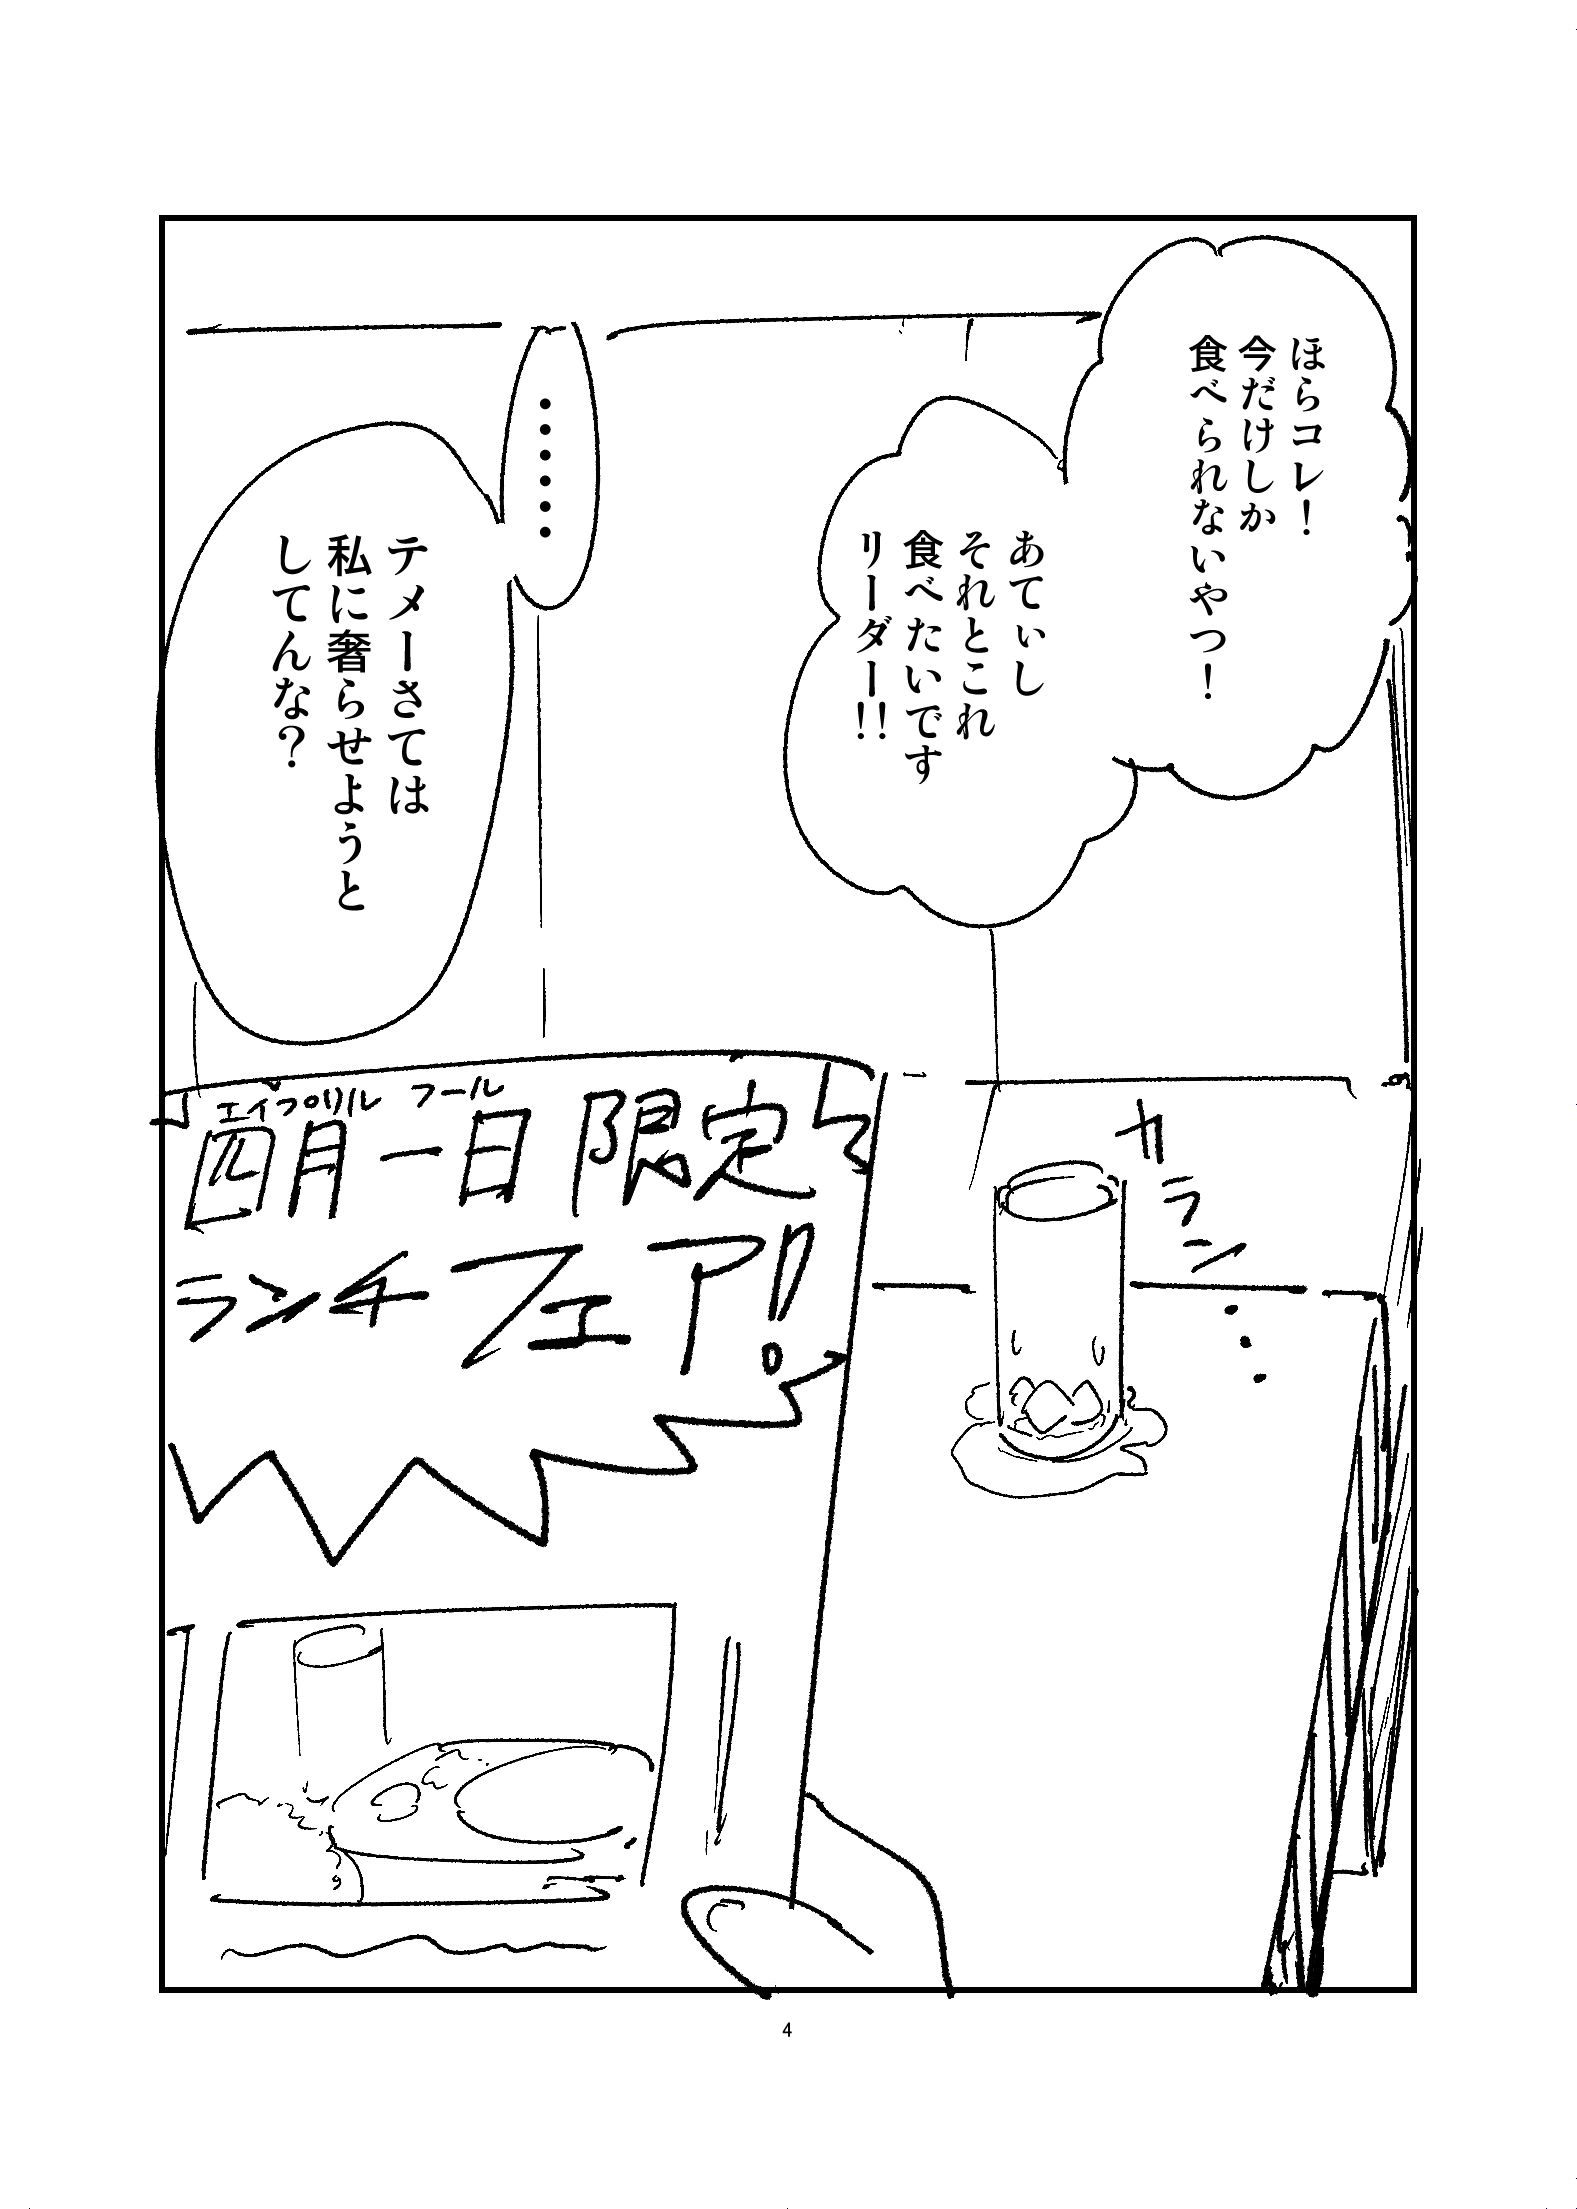 ほらコレ！
今だけしか
食べられないやつ！
あてぃし
それとこれ
食べたいです
リーダー!!
……
テメーさては
私に奢らせようと
してんな？
エイプリル フール
四月一日 限定
ランチフェア！
カラン…
4